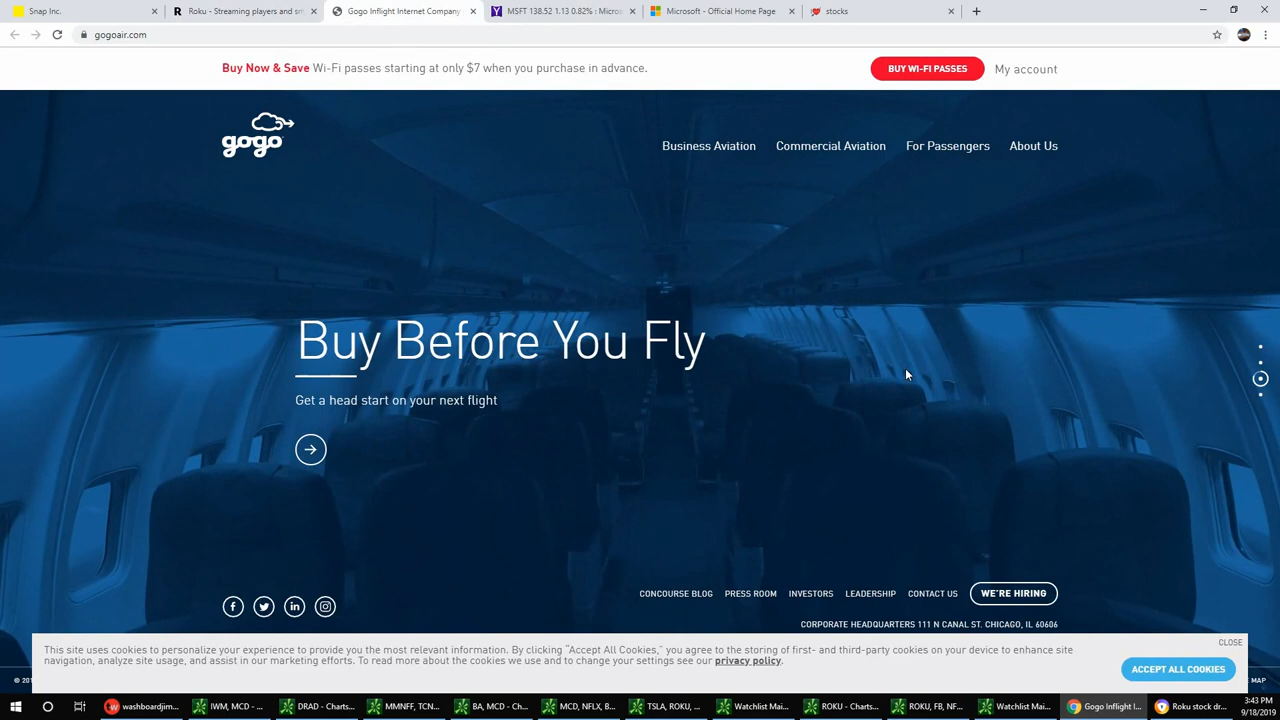 Snap Inc.
Roku - Streaming players and sm
Gogo Inflight Internet Company
MSFT 138.52 1.13 0.82% : Micro
Microsoft - Official Home Page
stocks
gogoair.com
Buy Now & Save Wi-Fi passes starting at only $7 when you purchase in advance.
BUY WI-FI PASSES
My account
gogo
Business Aviation
Commercial Aviation
For Passengers
About Us
Buy Before You Fly
Get a head start on your next flight
CONCOURSE BLOG
PRESS ROOM
INVESTORS
LEADERSHIP
CONTACT US
WE'RE HIRING
CORPORATE HEADQUARTERS 111 N CANAL ST. CHICAGO, IL 60606
CLOSE
This site uses cookies to personalize your experience to provide you the most relevant information. By clicking "Accept All Cookies," you agree to the storing of first- and third-party cookies on your device to enhance site
navigation, analyze site usage, and assist in our marketing efforts. To read more about the cookies we use and to change your settings see our privacy policy.
ACCEPT ALL COOKIES
© 20
E MAP
washboardjim...
IWM, MCD - ...
DRAD - Charts...
MMNFF, TCN...
BA, MCD - Ch...
MCD, NFLX, B...
TSLA, ROKU, ...
Watchlist Mai...
ROKU - Charts...
ROKU, FB, NF...
Watchlist Mai...
Gogo Inflight I...
Roku stock dr...
3:43 PM
9/18/2019